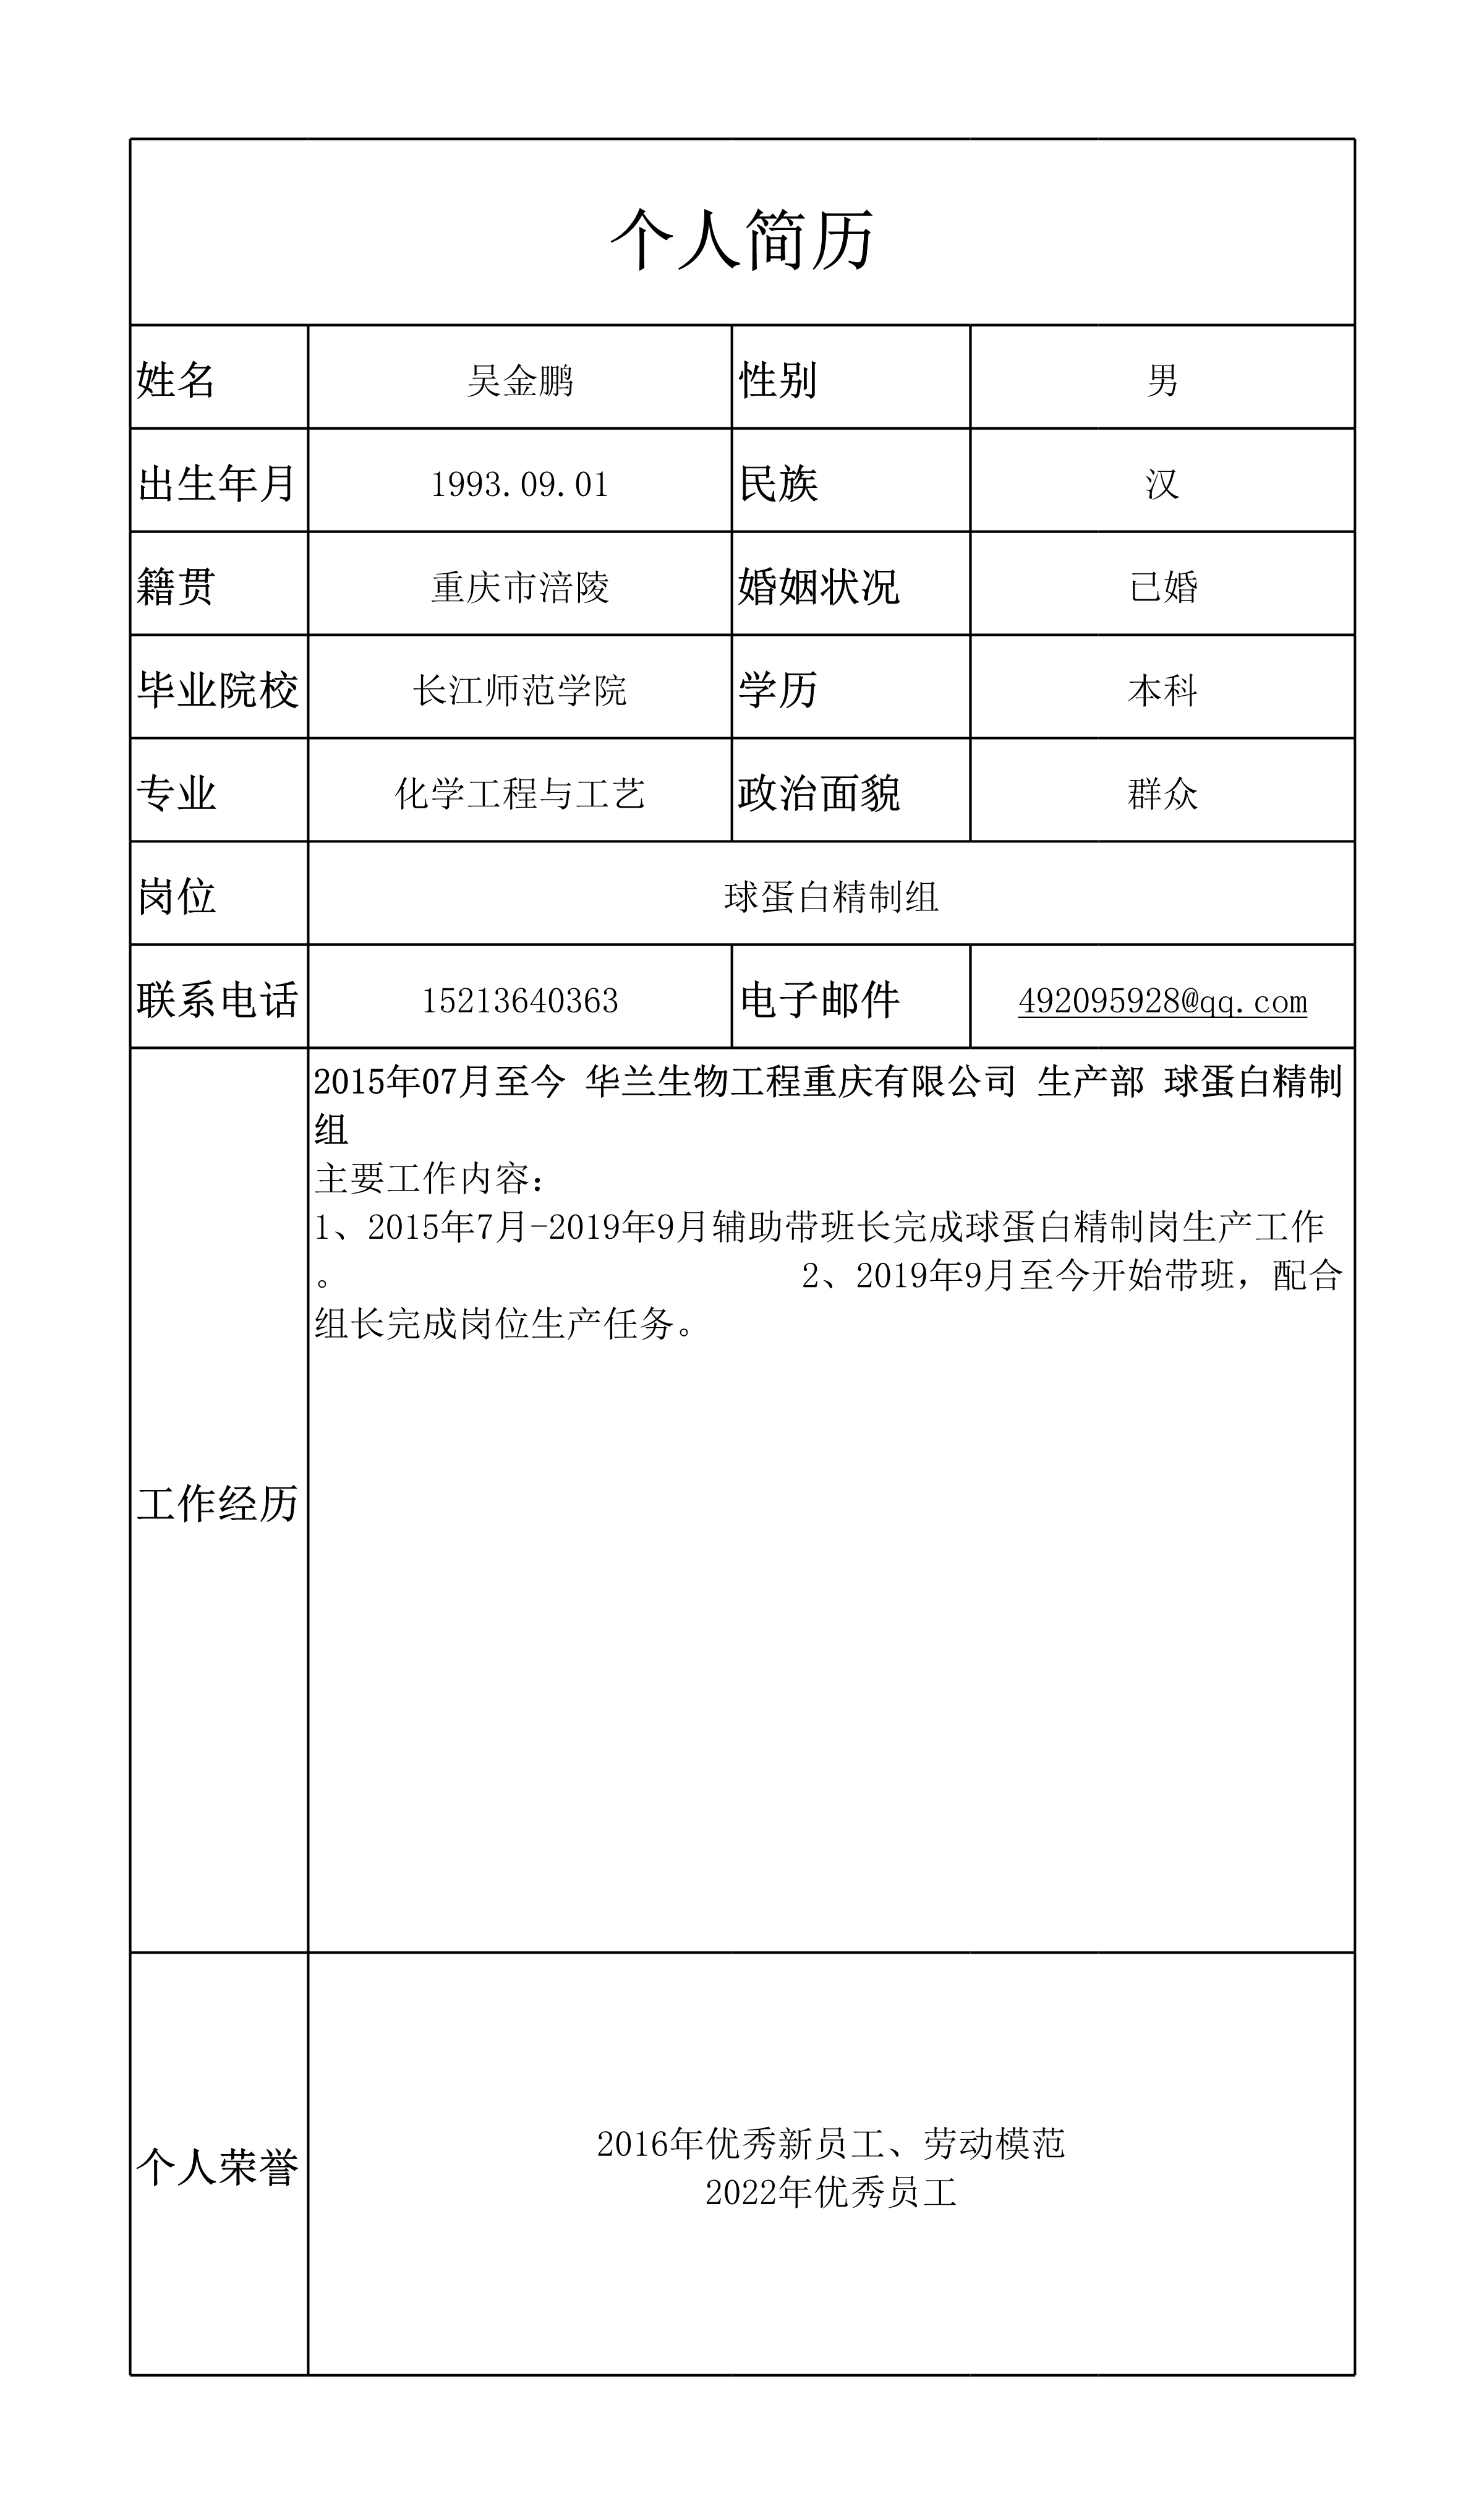 个人简历
姓名 吴金鹏 性别 男
出生年月 1993.09.01 民族 汉
籍贯 重庆市涪陵 婚姻状况 已婚
毕业院校 长江师范学院 学历 本科
专业 化学工程与工艺 政治面貌 群众
岗位 球蛋白精制组
联系电话 15213640363 电子邮件 492095928@qq.com
2015年07月至今 华兰生物工程重庆有限公司 生产部 球蛋白精制
组
主要工作内容：
1、2015年7月-2019年9月辅助带班长完成球蛋白精制岗生产工作
。 2、2019年9月至今开始带班，配合
组长完成岗位生产任务。
工作经历
2016年优秀新员工、劳动模范
个人荣誉
2022年优秀员工